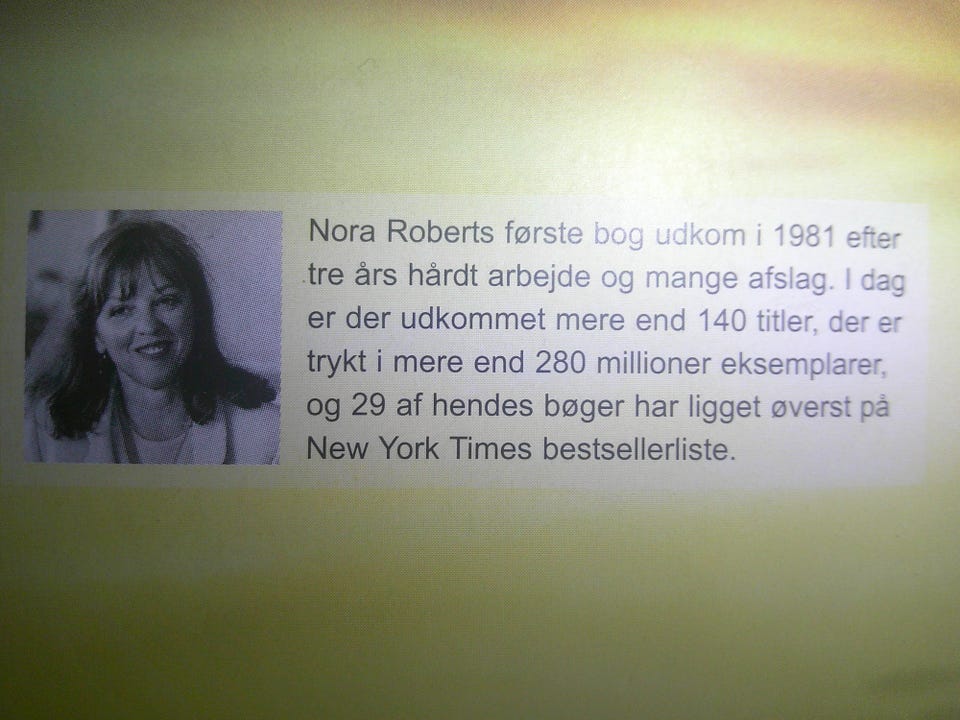 Nora Roberts første bog udkom i 1981 efter
tre års hårdt arbejde og mange afslag. I dag
er der udkommet mere end 140 titler, der er
trykt i mere end 280 millioner eksemplarer,
og 29 af hendes bøger har ligget øverst på
New York Times bestsellerliste.